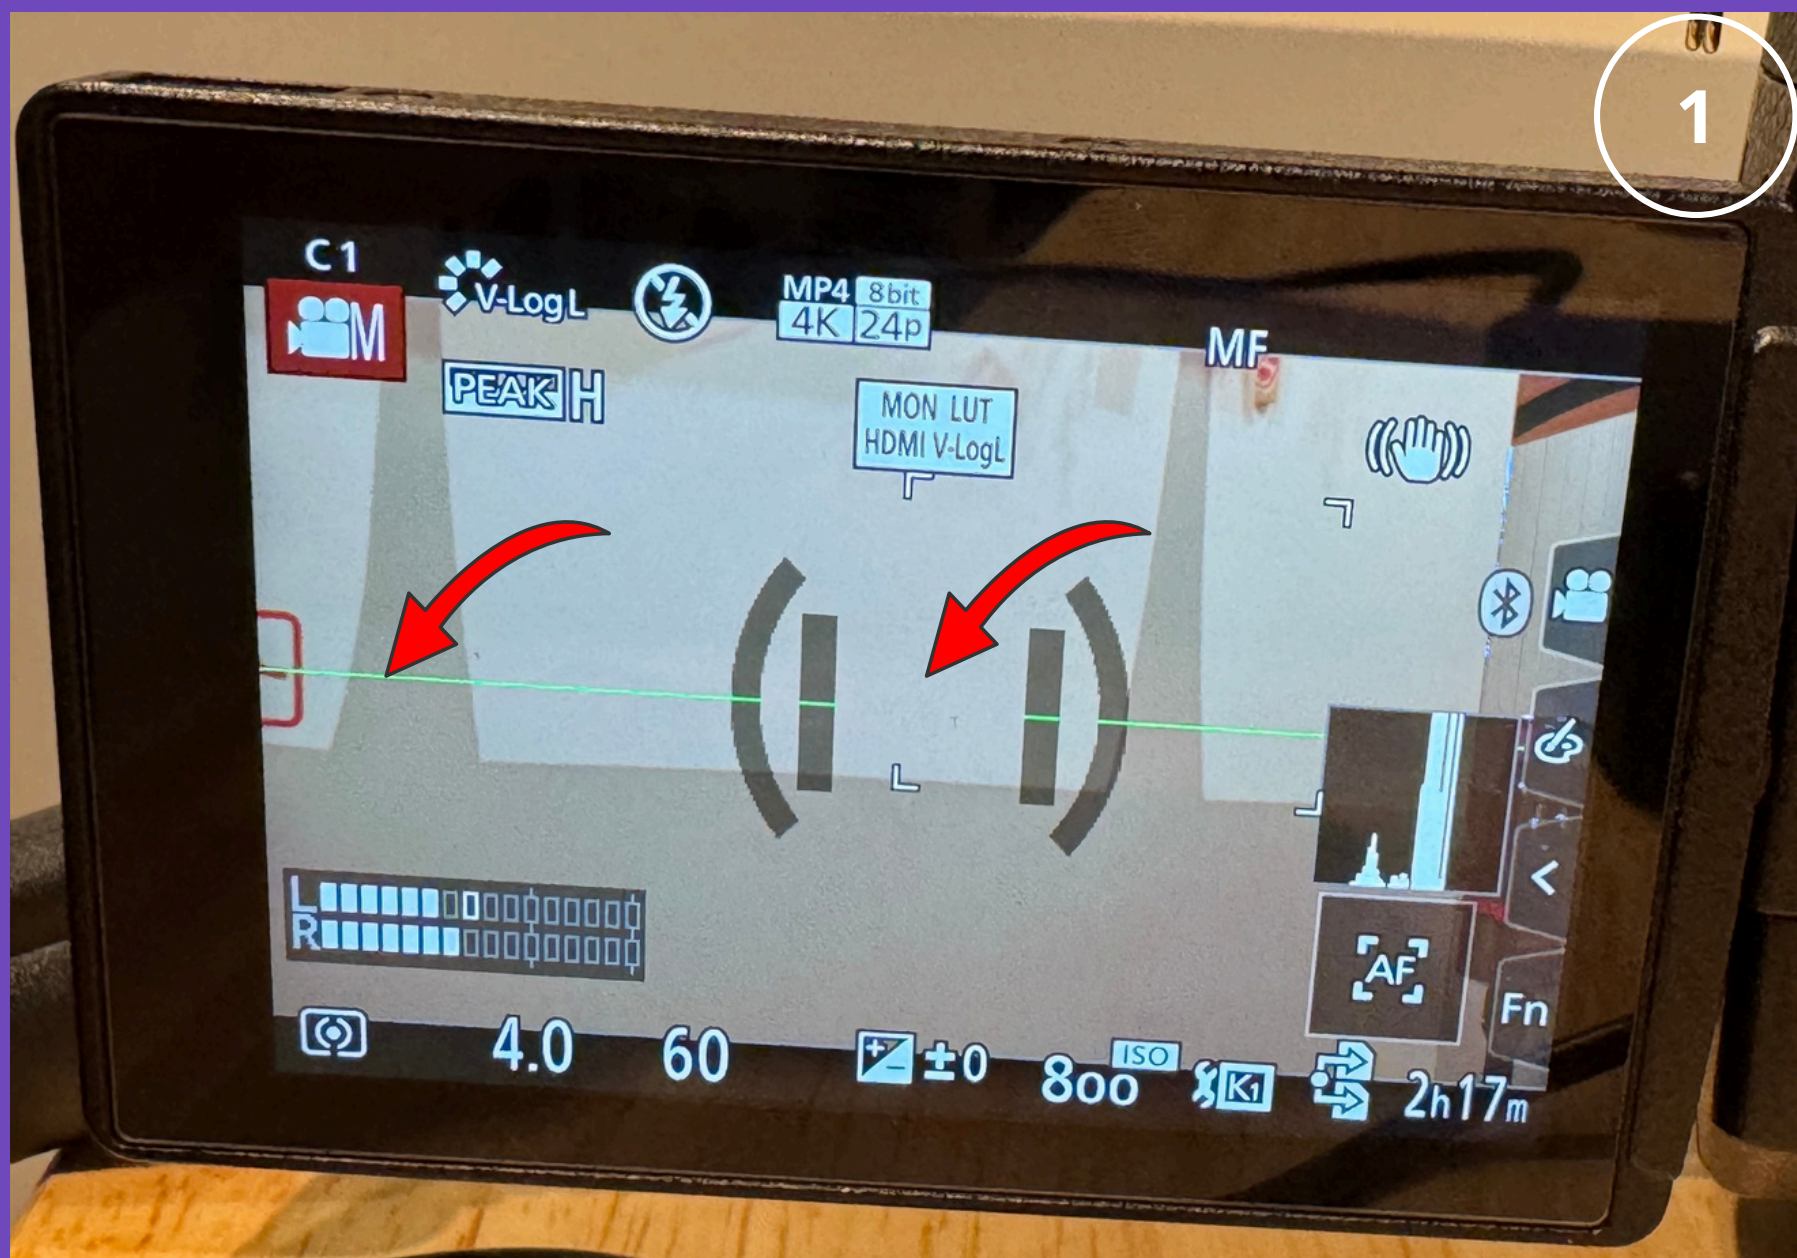 1
C1
M
V-LogL
MP4 8bit
4K 24p
MF
PEAK H
MON LUT
HDMI V-LogL
L
R
AF
Fn
4.0
60
±0
800
ISO
K1
2h17m